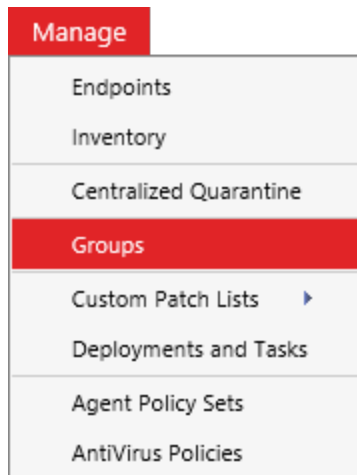 Manage
Endpoints
Inventory
Centralized Quarantine
Groups
Custom Patch Lists
Deployments and Tasks
Agent Policy Sets
AntiVirus Policies